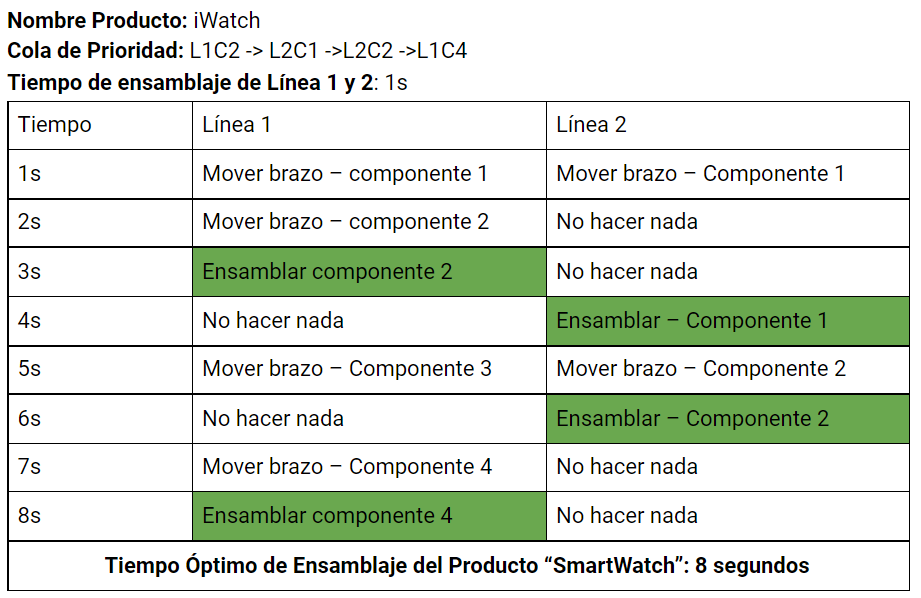 Nombre Producto: iWatch
Cola de Prioridad: L1C2 -> L2C1 ->L2C2 ->L1C4
Tiempo de ensamblaje de Línea 1 y 2: 1s
Tiempo Línea 1 Línea 2
1s Mover brazo – componente 1 Mover brazo – Componente 1
2s Mover brazo – componente 2 No hacer nada
3s Ensamblar componente 2 No hacer nada
4s No hacer nada Ensamblar – Componente 1
5s Mover brazo – Componente 3 Mover brazo – Componente 2
6s No hacer nada Ensamblar – Componente 2
7s Mover brazo – Componente 4 No hacer nada
8s Ensamblar componente 4 No hacer nada
Tiempo Óptimo de Ensamblaje del Producto “SmartWatch”: 8 segundos